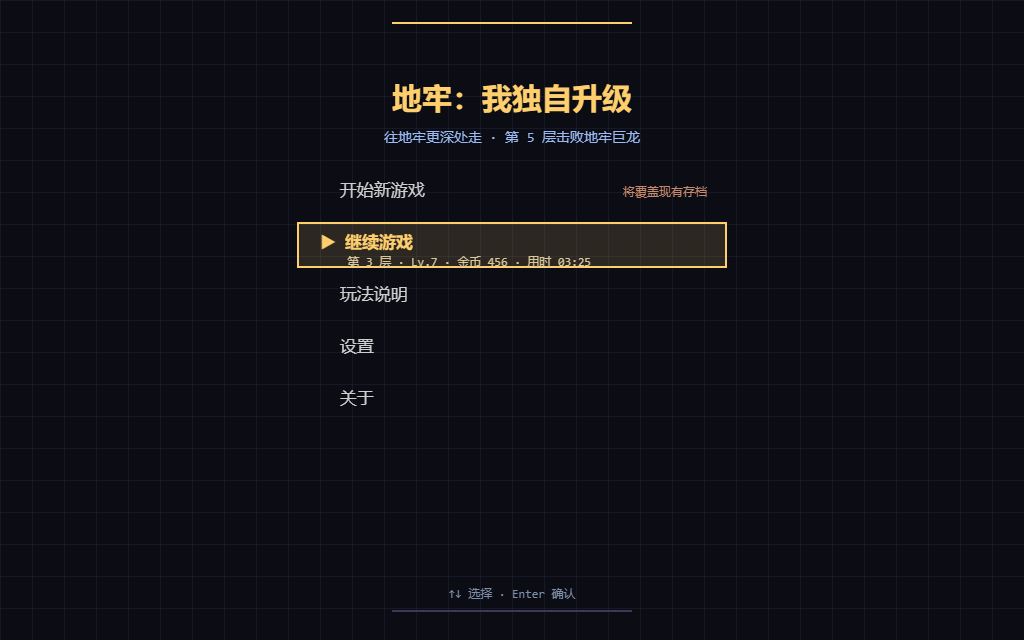 地牢：我独自升级
往地牢更深处走 · 第 5 层击败地牢巨龙
开始新游戏 将覆盖现有存档
▶ 继续游戏
第 3 层 · Lv.7 · 金币 456 · 用时 03:25
玩法说明
设置
关于
↑↓ 选择 · Enter 确认